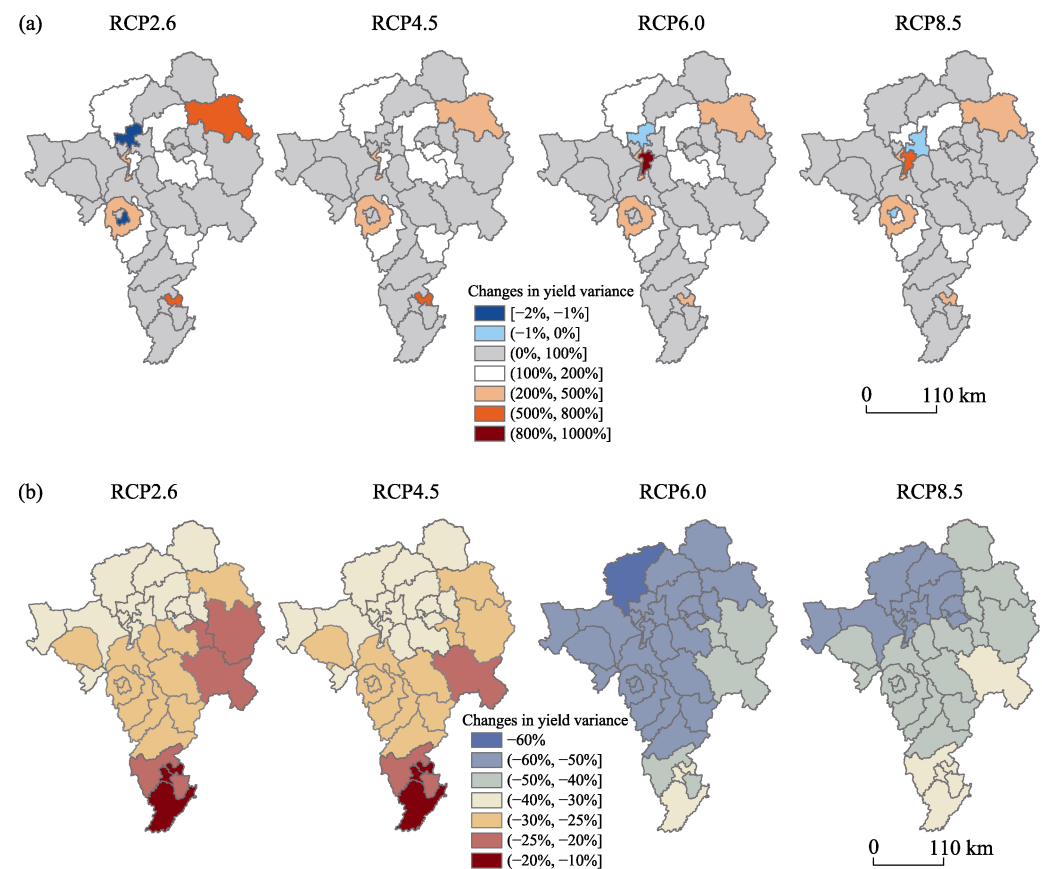 (a) RCP2.6 RCP4.5 RCP6.0 RCP8.5
Changes in yield variance
[−2%, −1%]
(−1%, 0%]
(0%, 100%]
(100%, 200%]
(200%, 500%]
(500%, 800%]
(800%, 1000%]
0 110 km
(b) RCP2.6 RCP4.5 RCP6.0 RCP8.5
Changes in yield variance
−60%
(−60%, −50%]
(−50%, −40%]
(−40%, −30%]
(−30%, −25%]
(−25%, −20%]
(−20%, −10%]
0 110 km